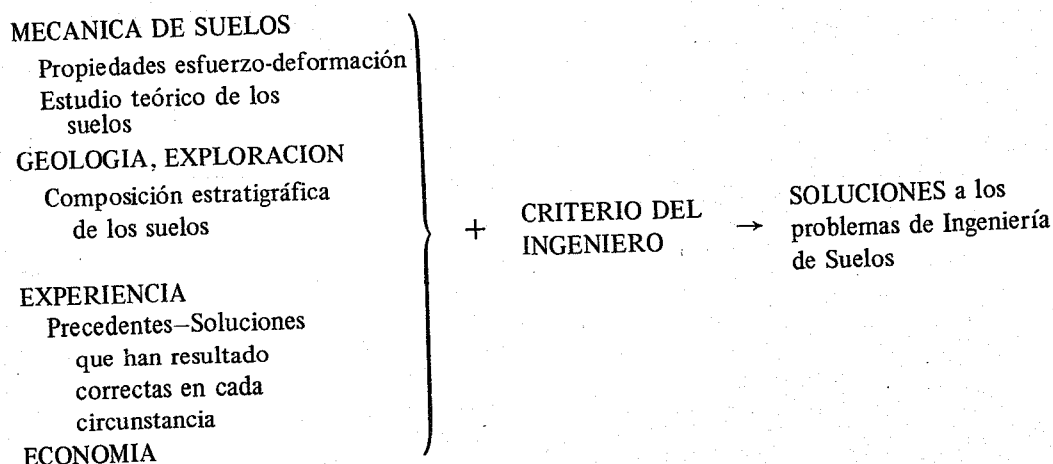 MECANICA DE SUELOS
Propiedades esfuerzo-deformación
Estudio teórico de los
suelos
GEOLOGIA, EXPLORACION
Composición estratigráfica
de los suelos
EXPERIENCIA
Precedentes—Soluciones
que han resultado
correctas en cada
circunstancia
ECONOMIA
+
CRITERIO DEL
INGENIERO
→
SOLUCIONES a los
problemas de Ingeniería
de Suelos